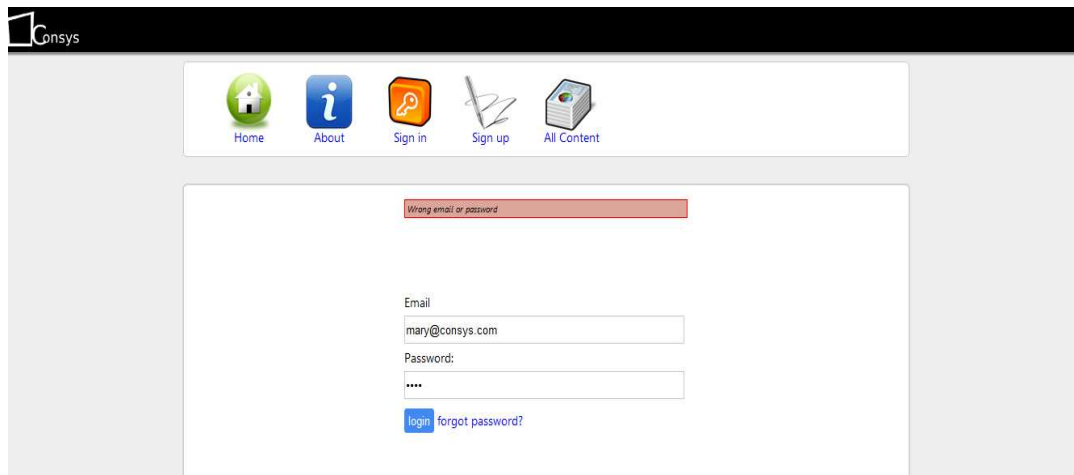 Consys
Home About Sign in Sign up All Content
Wrong email or password
Email
mary@consys.com
Password:
••••
login forgot password?